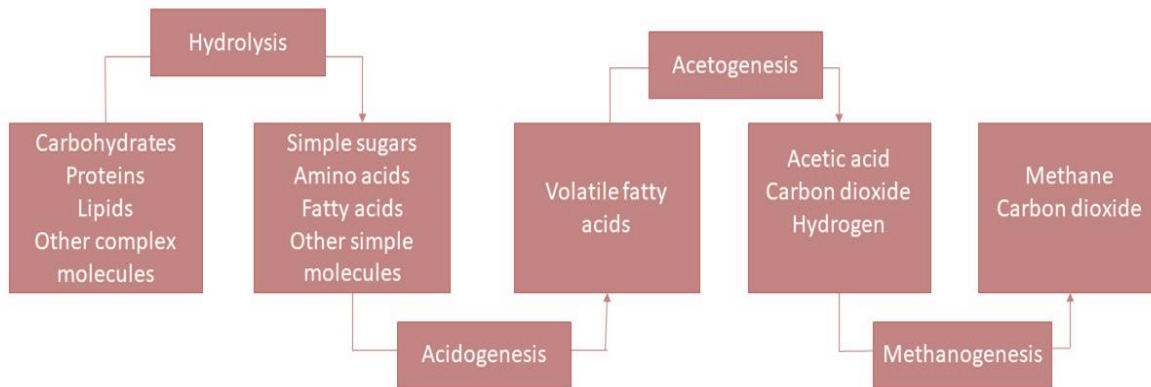 Hydrolysis
Acetogenesis
Carbohydrates
Proteins
Lipids
Other complex
molecules
Simple sugars
Amino acids
Fatty acids
Other simple
molecules
Volatile fatty
acids
Acetic acid
Carbon dioxide
Hydrogen
Methane
Carbon dioxide
Acidogenesis
Methanogenesis